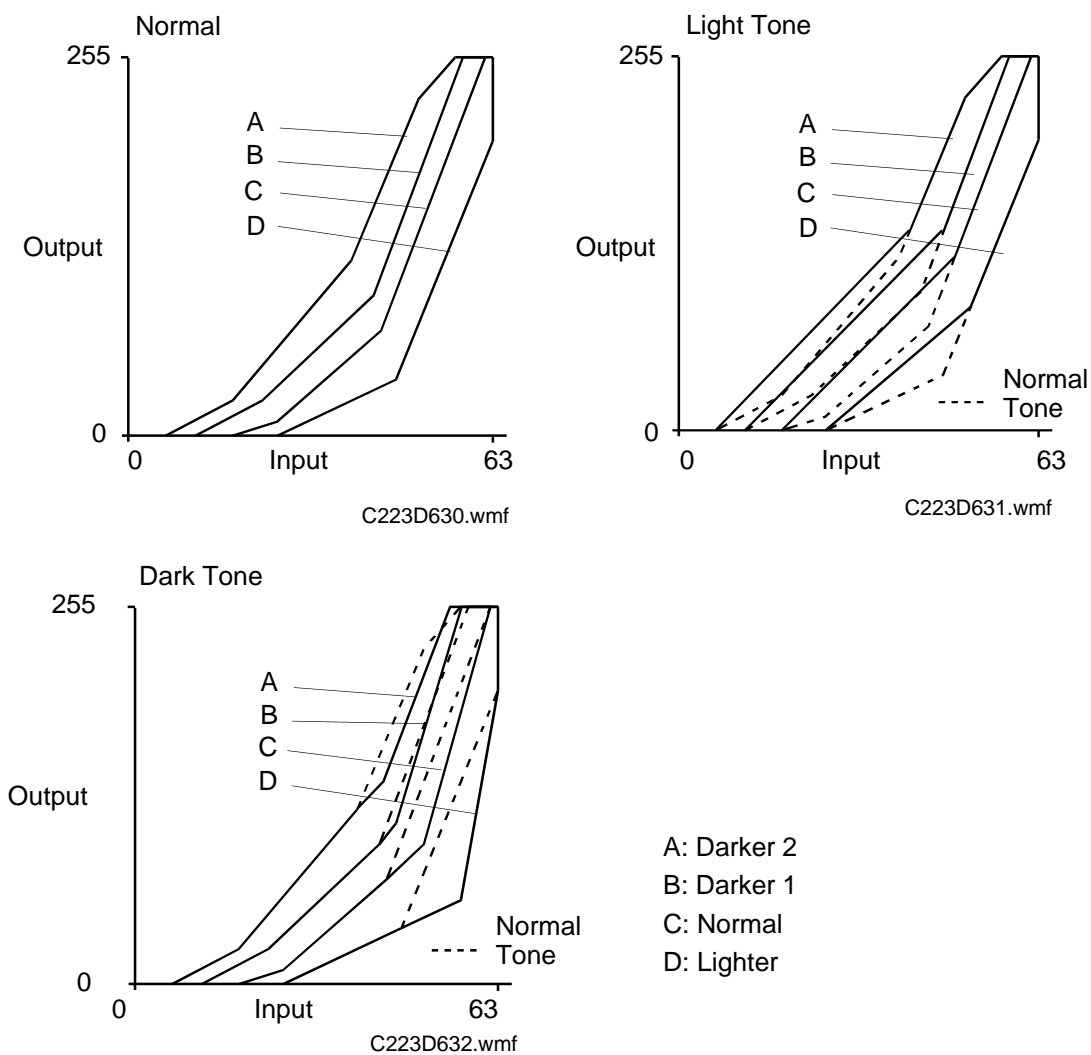 Normal
255
A
B
C
D
Output
0
0 Input 63
C223D630.wmf
Light Tone
255
A
B
C
D
Output
Normal
Tone
0
0 Input 63
C223D631.wmf
Dark Tone
255
A
B
C
D
Output
Normal
Tone
0
0 Input 63
C223D632.wmf
A: Darker 2
B: Darker 1
C: Normal
D: Lighter